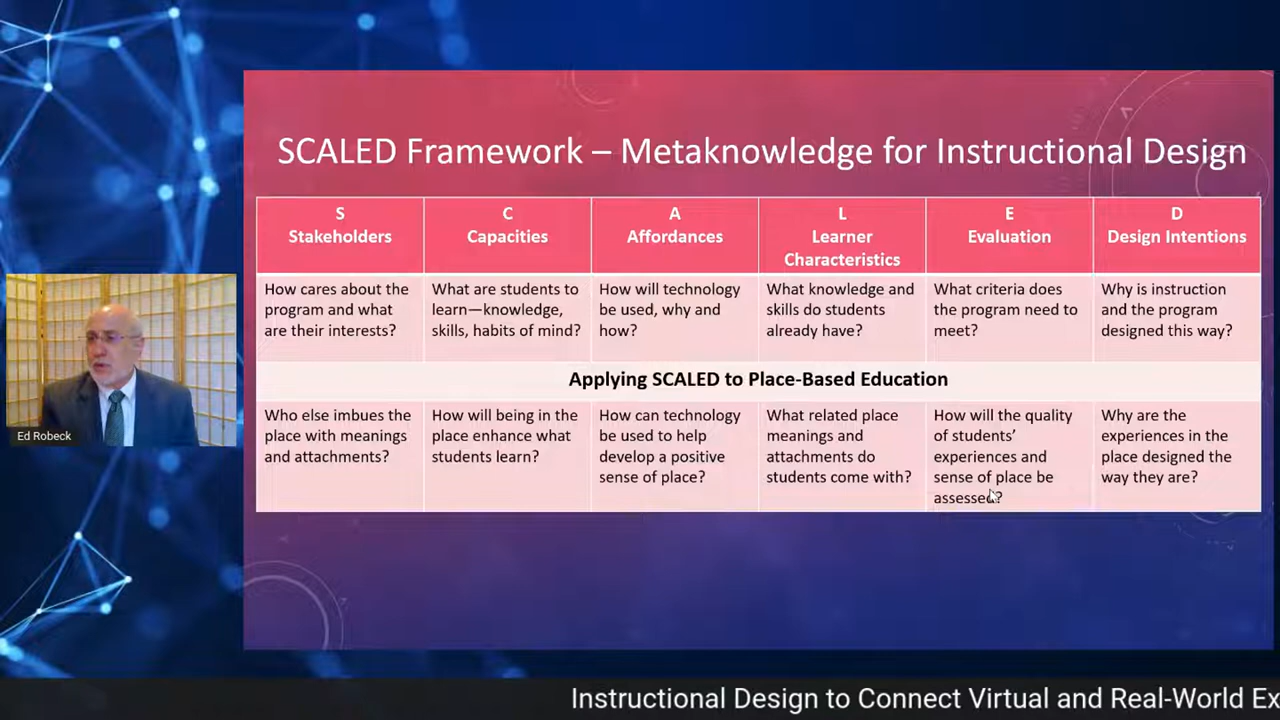 SCALED Framework – Metaknowledge for Instructional Design
S
Stakeholders
C
Capacities
A
Affordances
L
Learner
Characteristics
E
Evaluation
D
Design Intentions
How cares about the
program and what
are their interests?
What are students to
learn—knowledge,
skills, habits of mind?
How will technology
be used, why and
how?
What knowledge and
skills do students
already have?
What criteria does
the program need to
meet?
Why is instruction
and the program
designed this way?
Applying SCALED to Place-Based Education
Who else imbues the
place with meanings
and attachments?
How will being in the
place enhance what
students learn?
How can technology
be used to help
develop a positive
sense of place?
What related place
meanings and
attachments do
students come with?
How will the quality
of students’
experiences and
sense of place be
assessed?
Why are the
experiences in the
place designed the
way they are?
Ed Robeck
Instructional Design to Connect Virtual and Real-World Ex